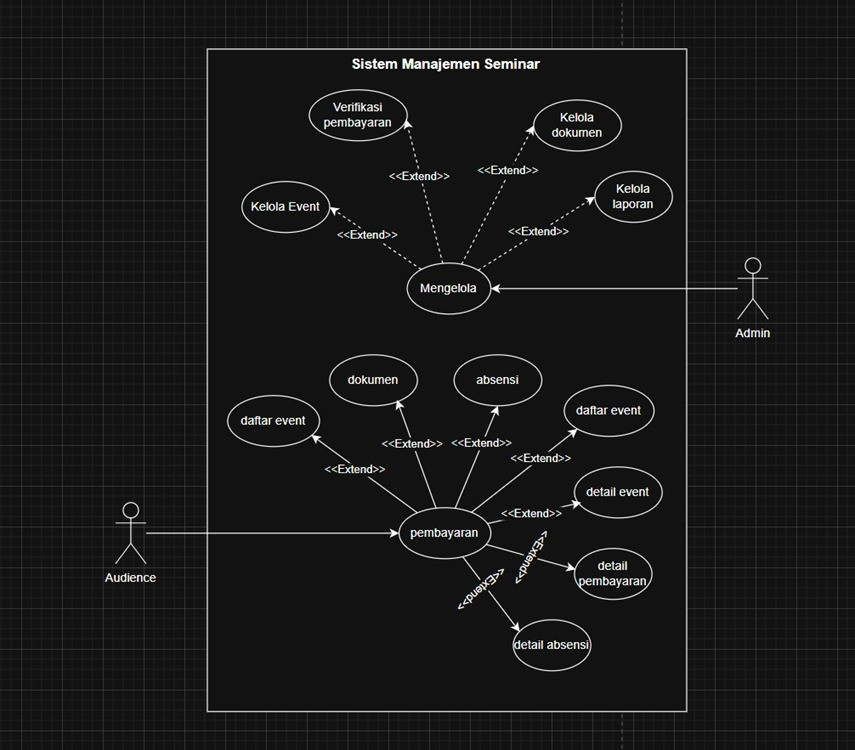 Sistem Manajemen Seminar
Verifikasi
pembayaran
Kelola
dokumen
<<Extend>>
<<Extend>>
Kelola Event
Kelola
laporan
<<Extend>>
<<Extend>>
Mengelola
Admin
dokumen
absensi
daftar event
daftar event
<<Extend>>
<<Extend>>
<<Extend>>
<<Extend>>
detail event
<<Extend>>
pembayaran
Audience
<<Extend>>
detail
pembayaran
<<Extend>>
detail absensi